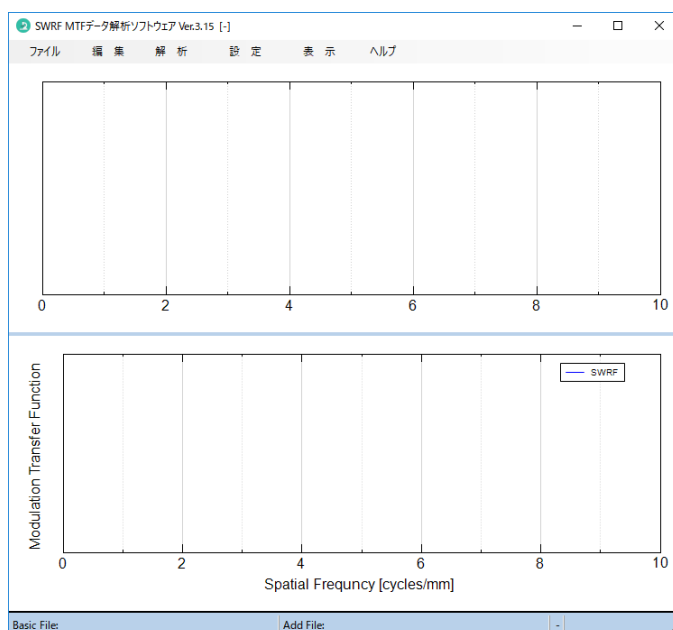 SWRF MTFデータ解析ソフトウェア Ver.3.15 [-]
ファイル 編 集 解 析 設 定 表 示 ヘルプ
0 2 4 6 8 10
SWRF
Modulation Transfer Function
0 2 4 6 8 10
Spatial Frequncy [cycles/mm]
Basic File: Add File: -